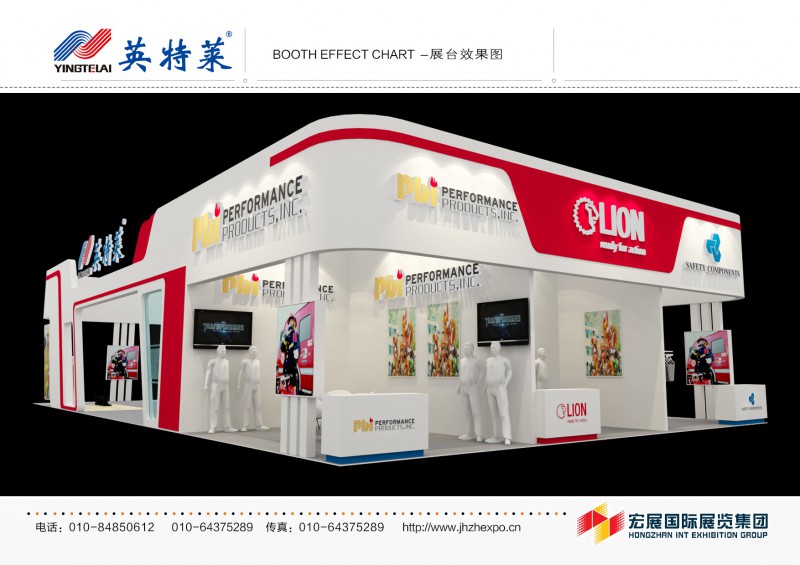 YINGTELAI
英特莱®
BOOTH EFFECT CHART –展台效果图
pbi PERFORMANCE
PRODUCTS,INC.
pbi PERFORMANCE
PRODUCTS,INC.
LION
ready for action
SAFETY COMPONENTS
英特莱
pbi PERFORMANCE
pbi PERFORMANCE
PRODUCTS,INC.
TRANSFORMERS
pbi PERFORMANCE
PRODUCTS,INC.
LION
ready for action
SAFETY COMPONENTS
电话：010-84850612 010-64375289 传真：010-64375289 http://www.jhzhexpo.cn
宏展国际展览集团
HONGZHAN INT EXHIBITION GROUP